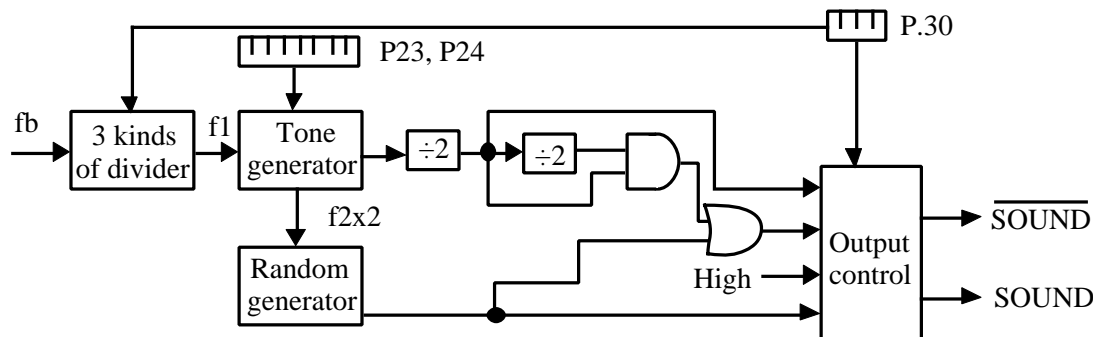 P.30
P23, P24
fb
3 kinds
of divider
f1
Tone
generator
÷2
÷2
f2x2
Random
generator
High
Output
control
SOUND
SOUND